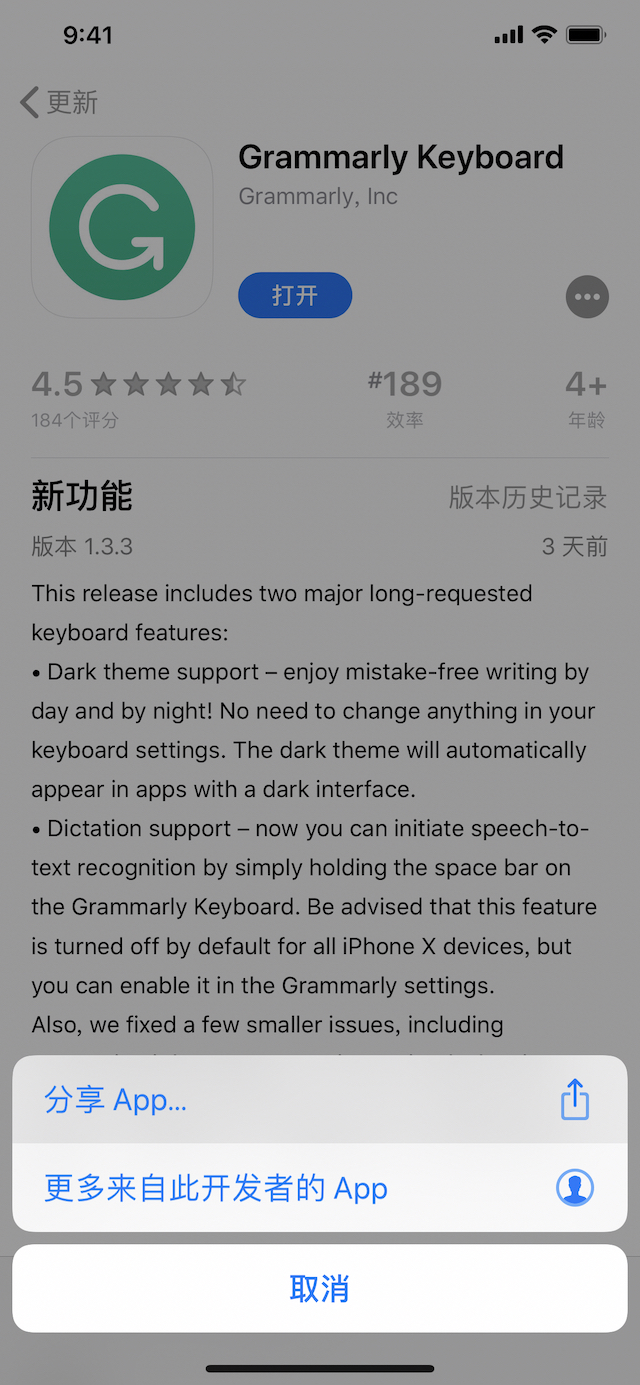 9:41
更新
Grammarly Keyboard
Grammarly, Inc
打开
4.5
#189
4+
184个评分
效率
年龄
新功能
版本历史记录
版本 1.3.3
3 天前
This release includes two major long-requested
keyboard features:
• Dark theme support – enjoy mistake-free writing by
day and by night! No need to change anything in your
keyboard settings. The dark theme will automatically
appear in apps with a dark interface.
• Dictation support – now you can initiate speech-to-
text recognition by simply holding the space bar on
the Grammarly Keyboard. Be advised that this feature
is turned off by default for all iPhone X devices, but
you can enable it in the Grammarly settings.
Also, we fixed a few smaller issues, including
分享 App...
更多来自此开发者的 App
取消